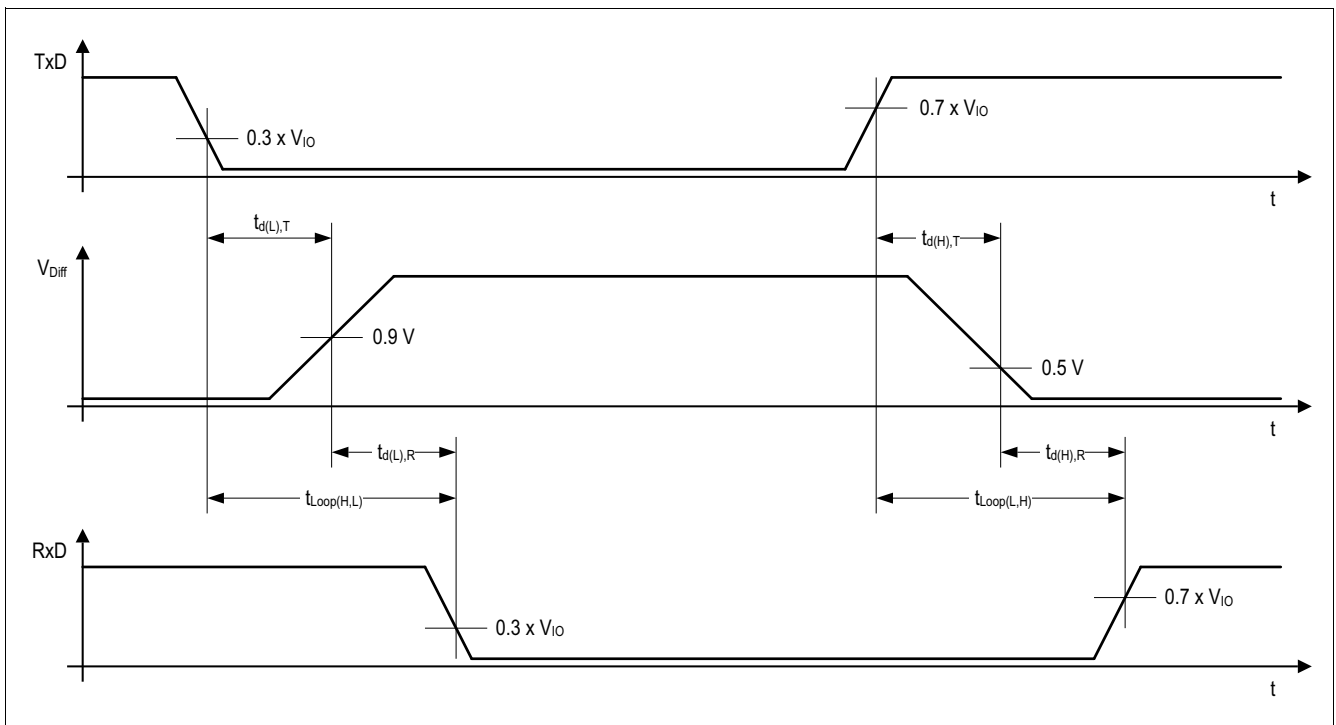 TxD
0.3 x VIO
0.7 x VIO
t
td(L),T
td(H),T
VDiff
0.9 V
0.5 V
t
td(L),R
td(H),R
tLoop(H,L)
tLoop(L,H)
RxD
0.3 x VIO
0.7 x VIO
t